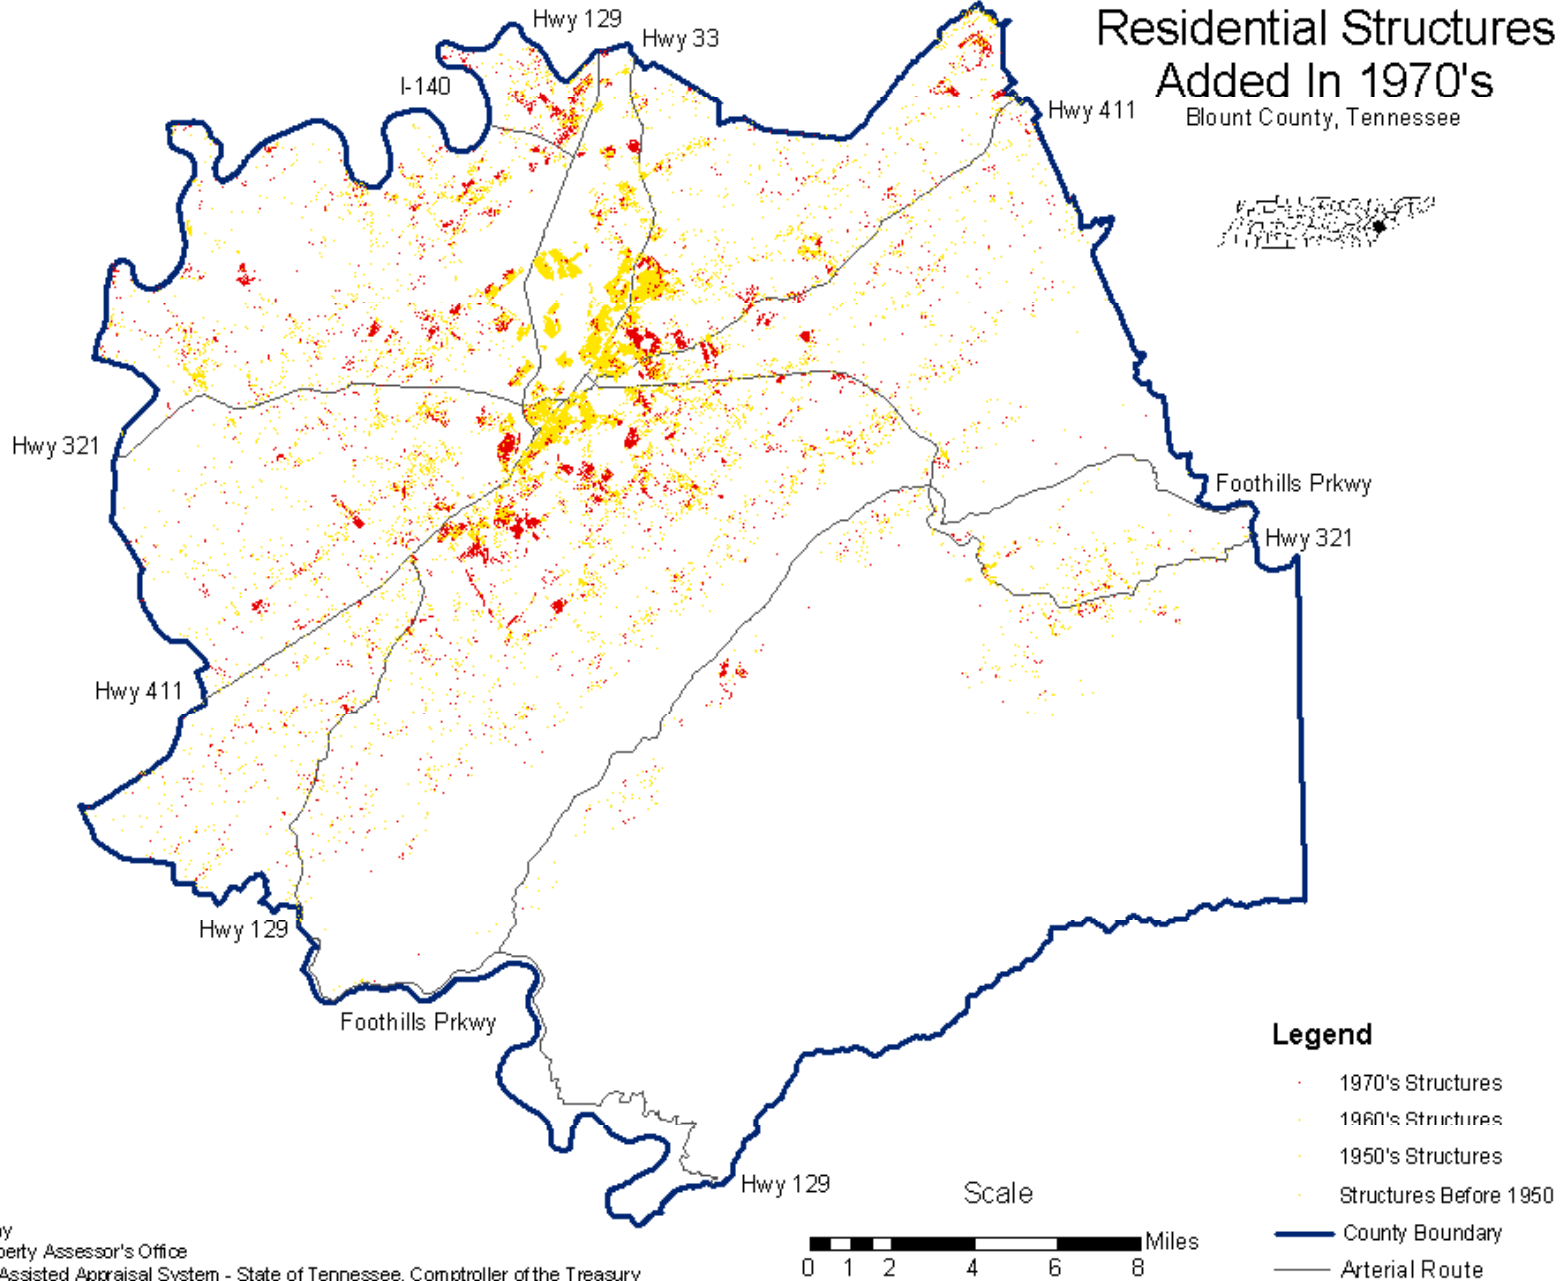 Residential Structures
Added In 1970's
Blount County, Tennessee
Hwy 129
Hwy 33
I-140
Hwy 411
Hwy 321
Foothills Prkwy
Hwy 321
Hwy 411
Hwy 129
Foothills Prkwy
Hwy 129
Legend
1970's Structures
1960's Structures
1950's Structures
Structures Before 1950
County Boundary
Arterial Route
Scale
Miles
0 1 2 4 6 8
Assessor's Office
Assisted Appraisal System - State of Tennessee, Comptroller of the Treasury